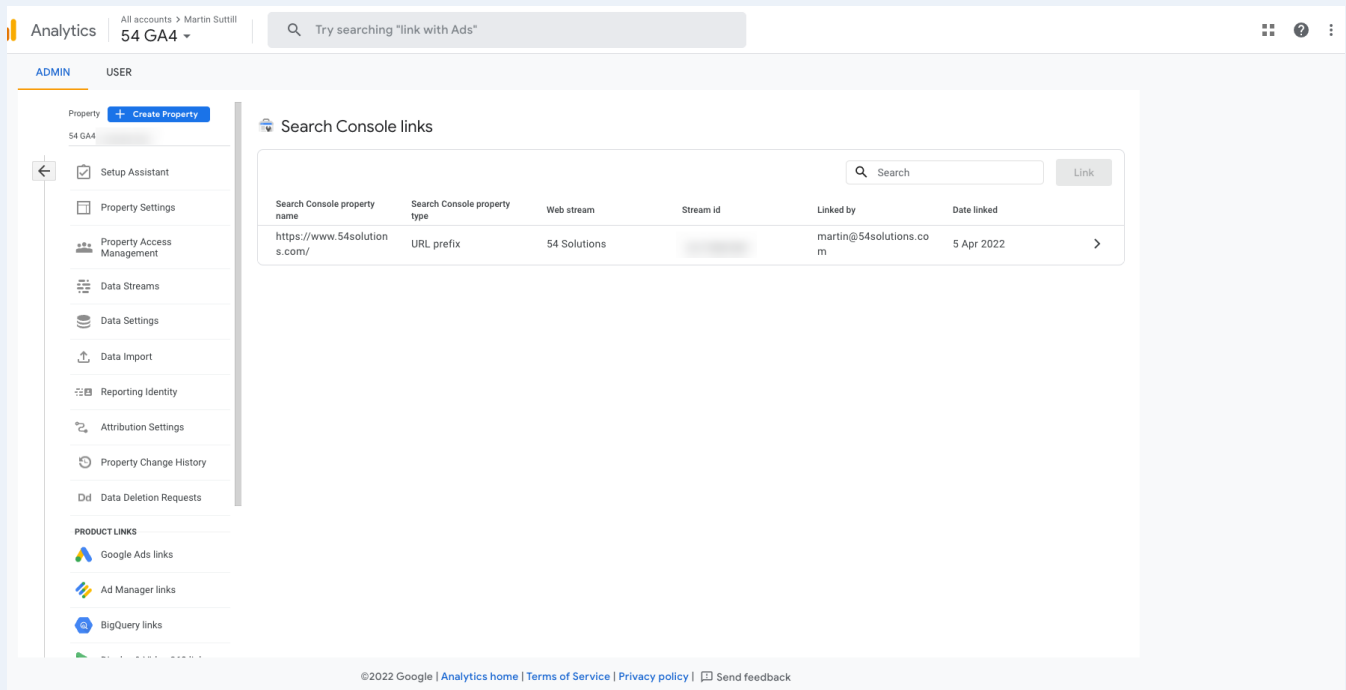 Analytics
All accounts > Martin Suttill
54 GA4
Try searching "link with Ads"
ADMIN
USER
Property
Create Property
54 GA4
Setup Assistant
Property Settings
Property Access
Management
Data Streams
Data Settings
Data Import
Reporting Identity
Attribution Settings
Property Change History
Dd Data Deletion Requests
PRODUCT LINKS
Google Ads links
Ad Manager links
BigQuery links
Search Console links
Search
Link
Search Console property
name
Search Console property
type
Web stream
Stream id
Linked by
Date linked
https://www.54solution
s.com/
URL prefix
54 Solutions
martin@54solutions.co
m
5 Apr 2022
©2022 Google | Analytics home | Terms of Service | Privacy policy | Send feedback